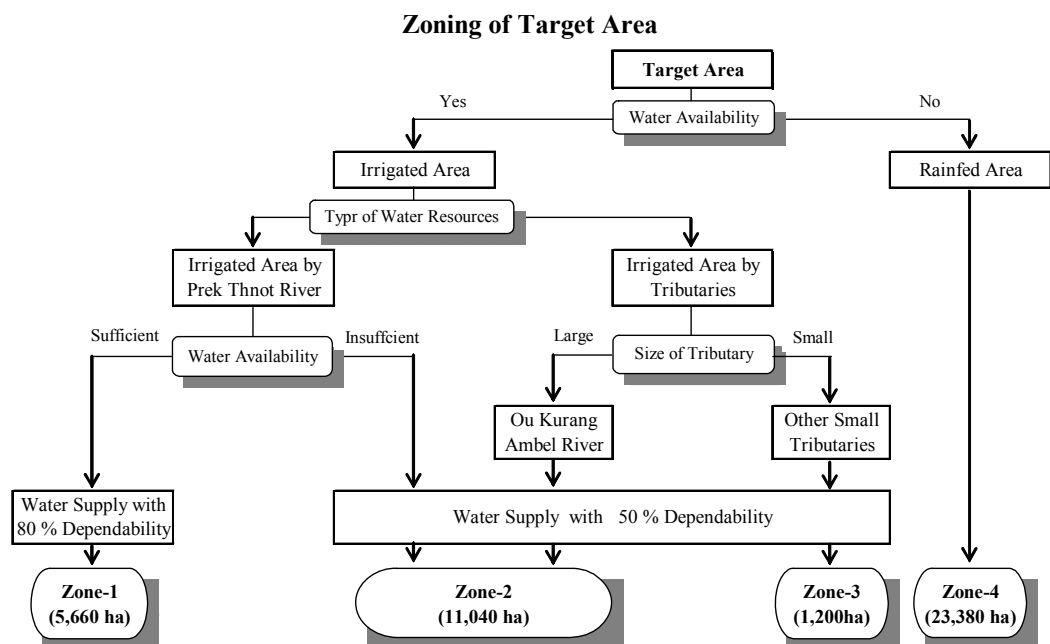 Zoning of Target Area
Target Area
Yes
Water Availability
No
Irrigated Area
Rainfed Area
Typr of Water Resources
Irrigated Area by
Prek Thnot River
Irrigated Area by
Tributaries
Sufficient
Water Availability
Insuffcient
Large
Size of Tributary
Small
Ou Kurang
Ambel River
Other Small
Tributaries
Water Supply with
80 % Dependability
Water Supply with 50 % Dependability
Zone-1
(5,660 ha)
Zone-2
(11,040 ha)
Zone-3
(1,200ha)
Zone-4
(23,380 ha)